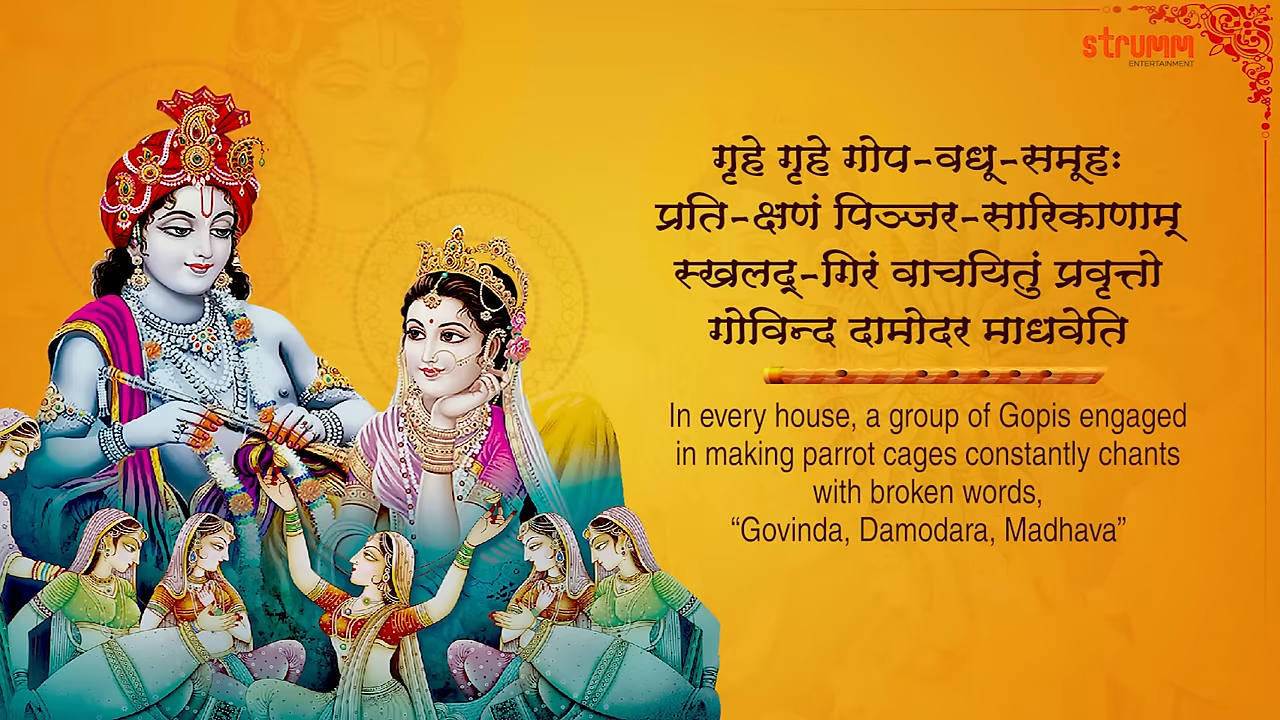 strumm
ENTERTAINMENT
गृहे गृहे गोप-वधू-समूहः
प्रति-क्षणं पिञ्जर-सारिकाणाम्
स्खलद्-गिरं वाचयितुं प्रवृत्तो
गोविन्द दामोदर माधवेति
In every house, a group of Gopis engaged
in making parrot cages constantly chants
with broken words,
“Govinda, Damodara, Madhava”